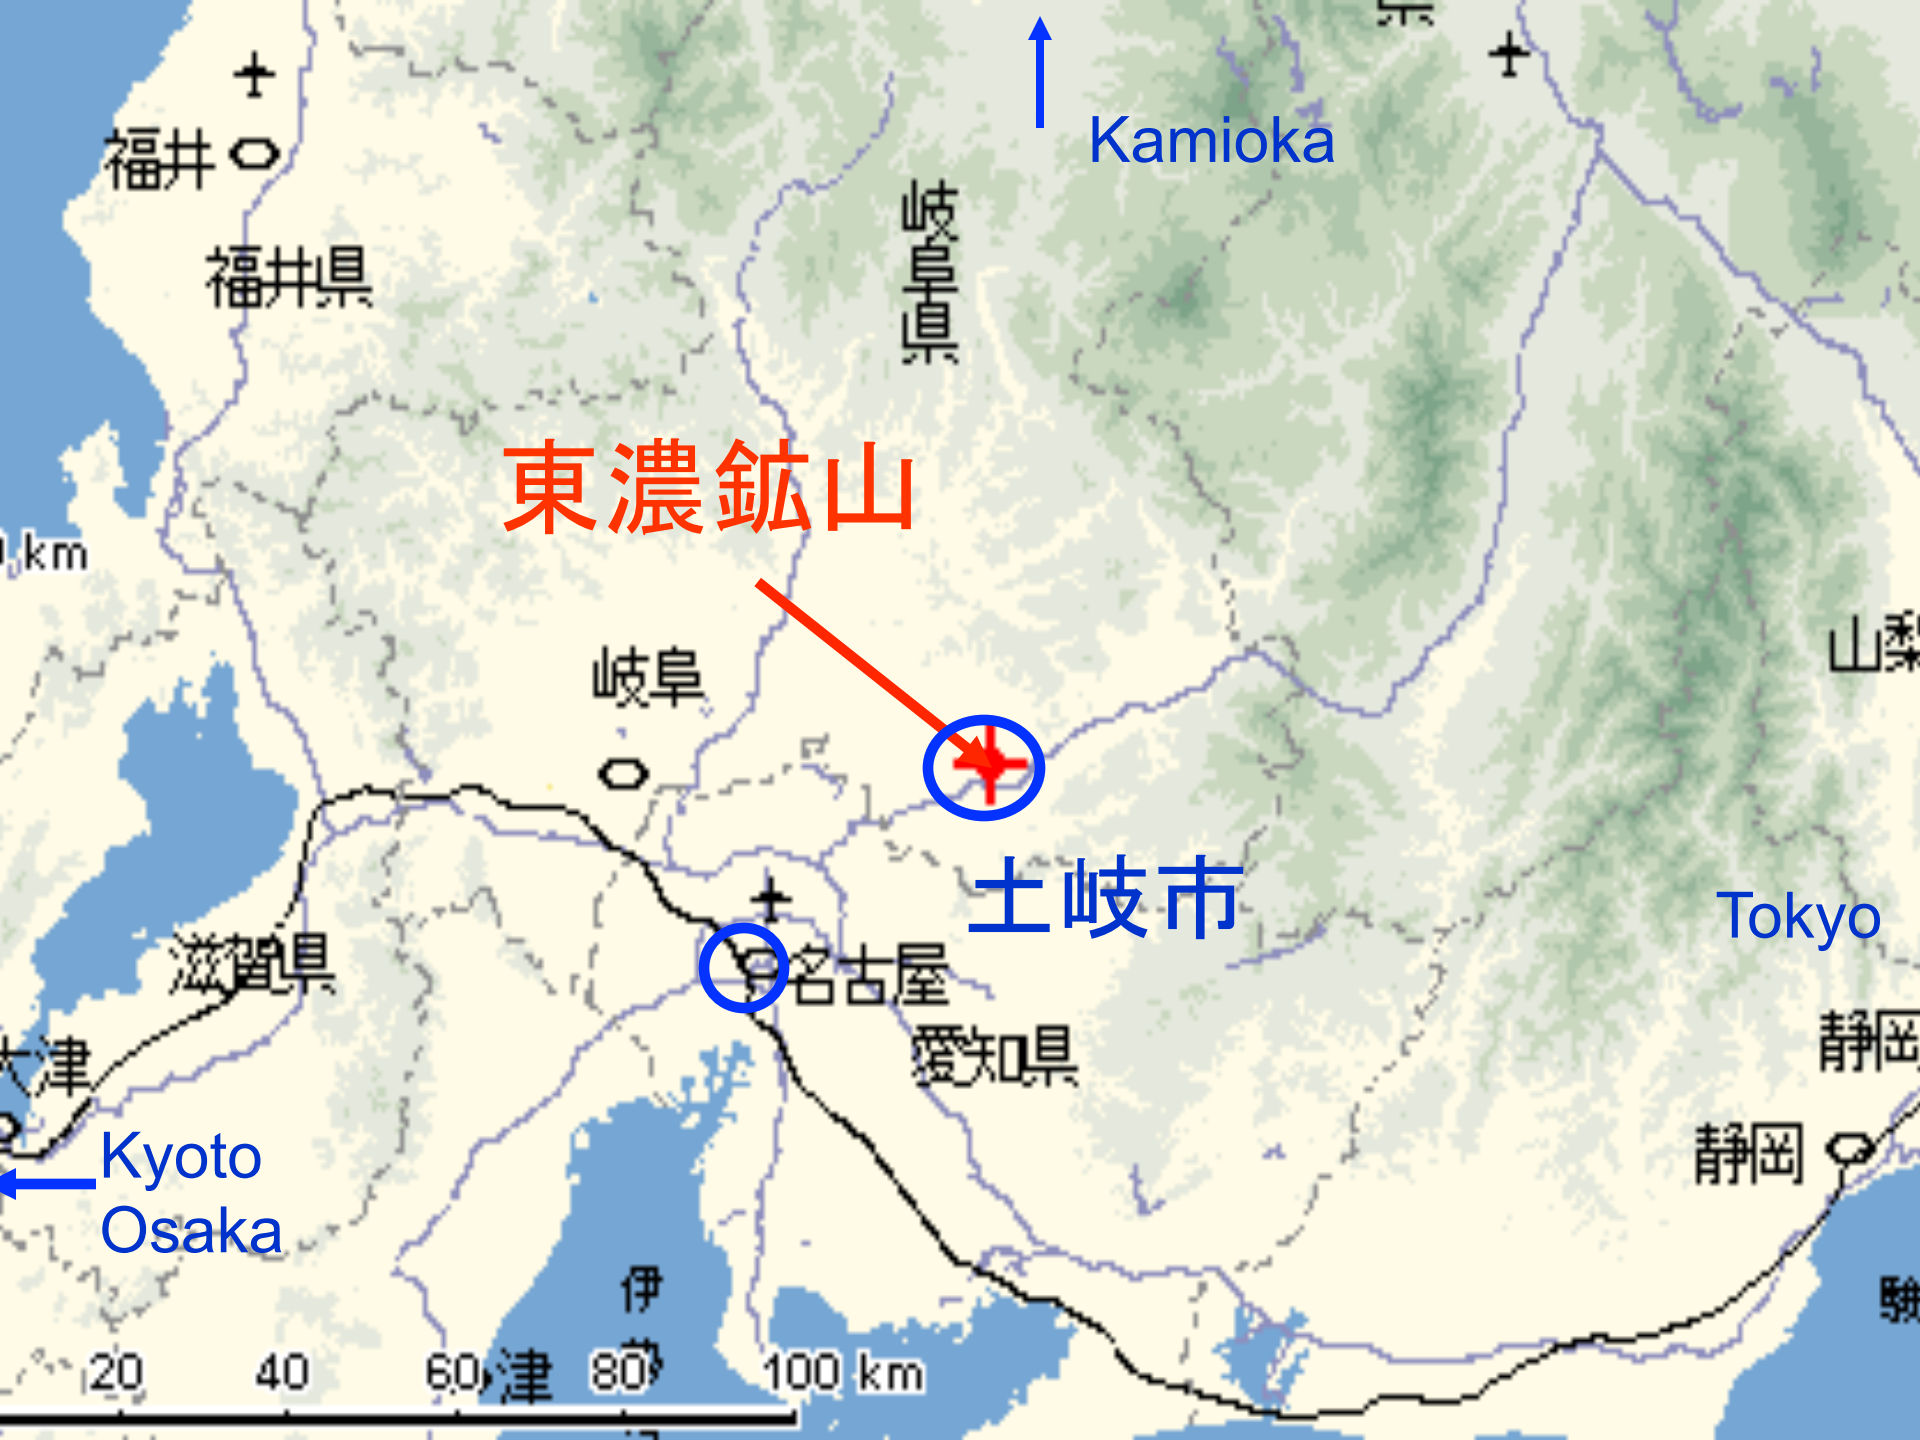 県
Kamioka
福井
岐阜県
福井県
東濃鉱山
km
山梨
岐阜
土岐市
Tokyo
滋賀県
名古屋
静岡
愛知県
大津
静岡
Kyoto
Osaka
伊
駿
20 40 60 津 80 100 km